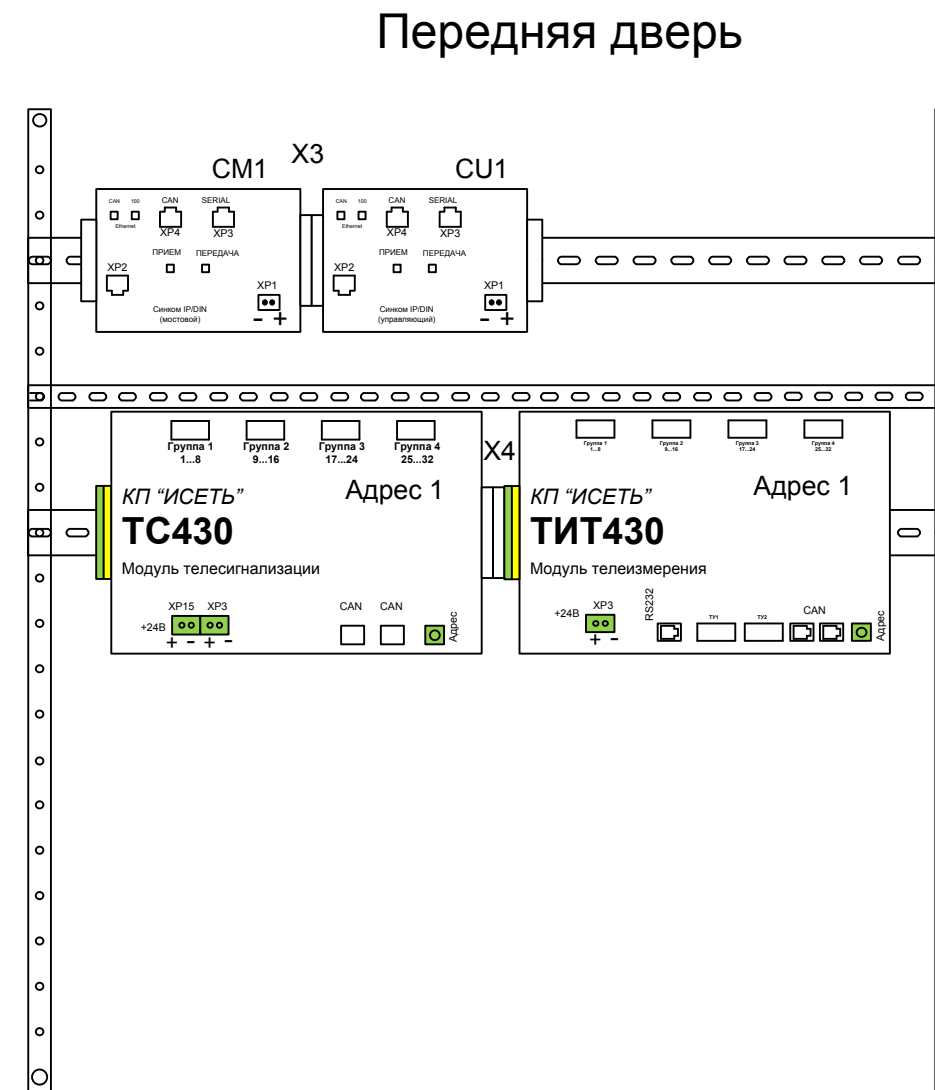 Передняя дверь
CM1
X3
CU1
CAN 100 CAN SERIAL
Ethernet XP4 XP3
ПРИЕМ ПЕРЕДАЧА
XP2
XP1
Синком IP/DIN
(мостовой)
- +
CAN 100 CAN SERIAL
Ethernet XP4 XP3
ПРИЕМ ПЕРЕДАЧА
XP2
XP1
Синком IP/DIN
(управляющий)
- +
Группа 1 Группа 2 Группа 3 Группа 4
1...8 9...16 17...24 25...32
КП “ИСЕТЬ” Адрес 1
ТС430
Модуль телесигнализации
XP15 XP3 CAN CAN
+24В
+ - + -
Адрес
X4
Группа 1 Группа 2 Группа 3 Группа 4
1...8 9...16 17...24 25...32
КП “ИСЕТЬ” Адрес 1
ТИТ430
Модуль телеизмерения
+24В XP3 RS232 ТУ1 ТУ2 CAN
+ -
Адрес